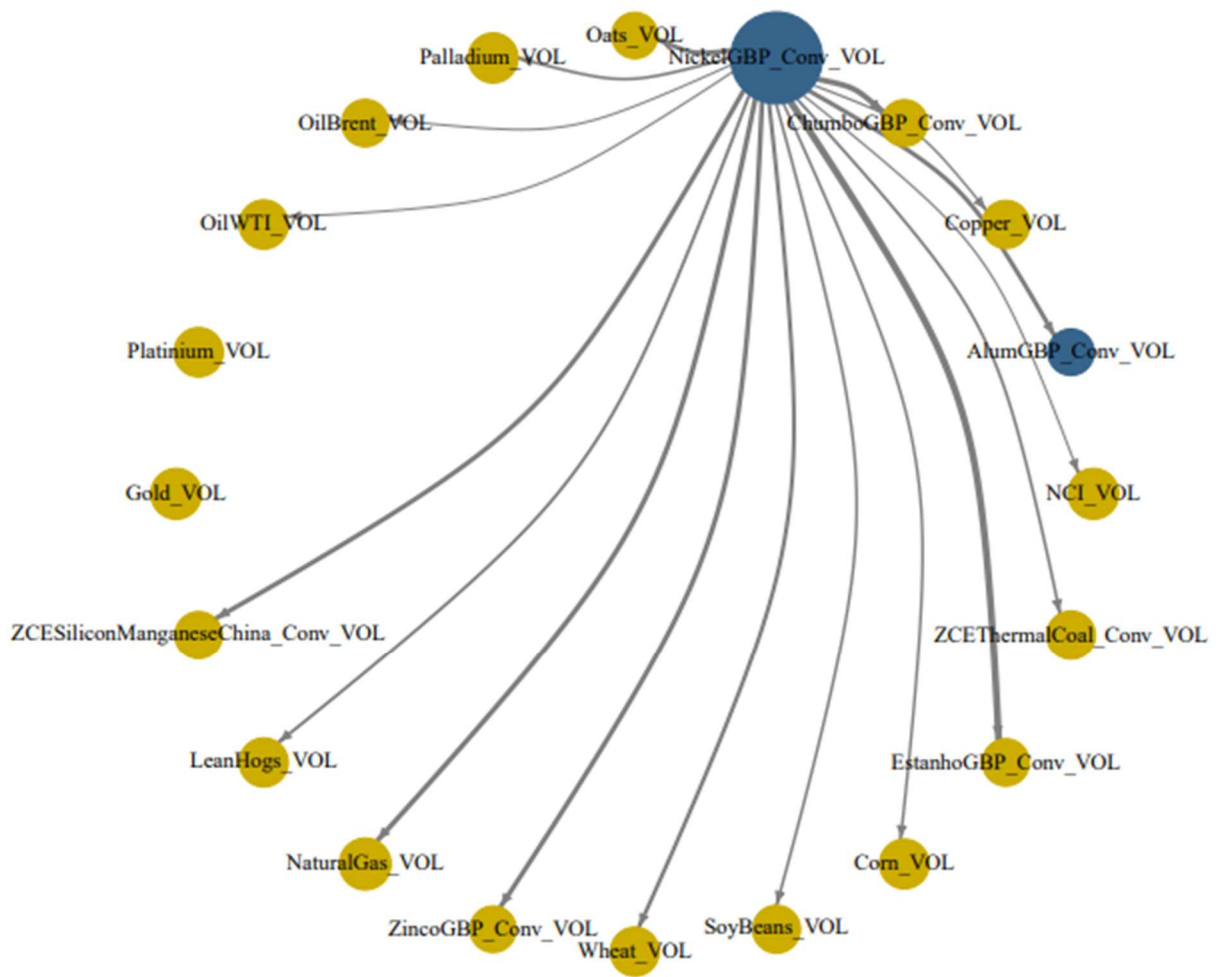 Oats_VOL
Palladium_VOL
NickelGBP_Conv_VOL
OilBrent_VOL
ChumboGBP_Conv_VOL
OilWTI_VOL
Copper_VOL
Platinium_VOL
AlumGBP_Conv_VOL
Gold_VOL
NCI_VOL
ZCESiliconManganeseChina_Conv_VOL
ZCEThermalCoal_Conv_VOL
LeanHogs_VOL
EstanhoGBP_Conv_VOL
NaturalGas_VOL
Corn_VOL
ZincoGBP_Conv_VOL
SoyBeans_VOL
Wheat_VOL